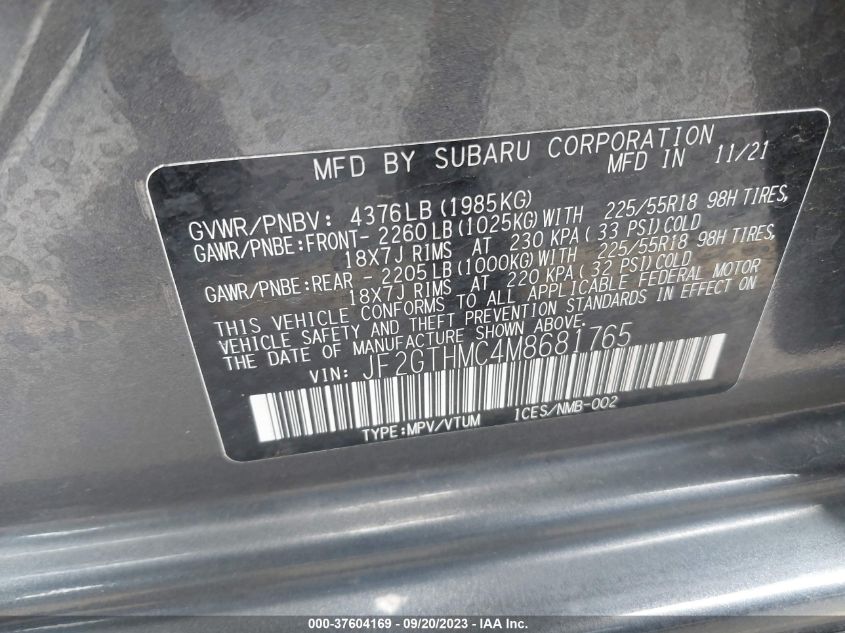 MFD BY SUBARU CORPORATION
MFD IN 11/21
GVWR/PNBV: 4376LB (1985KG)
GAWR/PNBE:FRONT- 2260 LB (1025KG) WITH 225/55R18 98H TIRES,
18X7J RIMS AT 230 KPA ( 33 PSI) COLD
GAWR/PNBE:REAR - 2205 LB (1000KG) WITH 225/55R18 98H TIRES,
18X7J RIMS AT 220 KPA ( 32 PSI) COLD
THIS VEHICLE CONFORMS TO ALL APPLICABLE FEDERAL MOTOR
VEHICLE SAFETY AND THEFT PREVENTION STANDARDS IN EFFECT ON
THE DATE OF MANUFACTURE SHOWN ABOVE.
VIN: JF2GTHMC4M8681765
TYPE:MPV/VTUM ICES/NMB-002
000-37604169 — 09/20/2023 - IAA Inc.